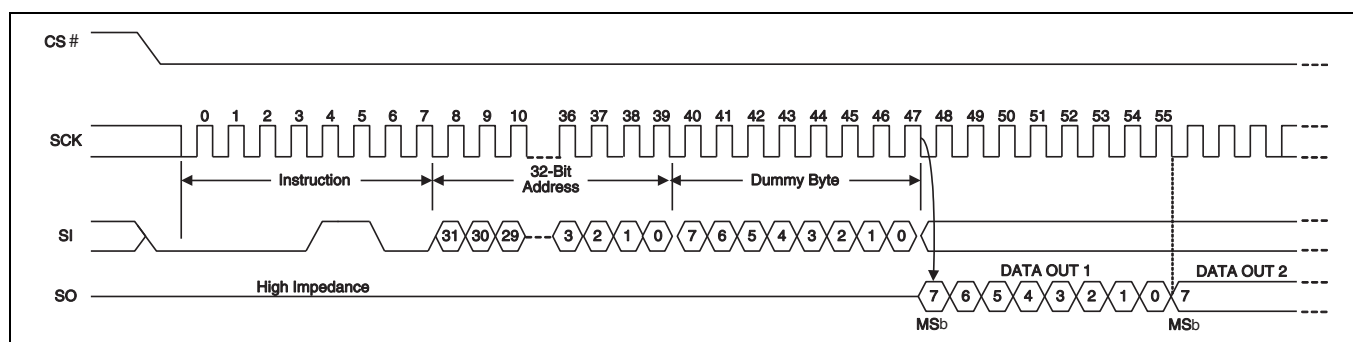 CS #
0 1 2 3 4 5 6 7 8 9 10 36 37 38 39 40 41 42 43 44 45 46 47 48 49 50 51 52 53 54 55
SCK
Instruction
32-Bit
Address
Dummy Byte
SI
31 30 29 3 2 1 0 7 6 5 4 3 2 1 0
DATA OUT 1
DATA OUT 2
High Impedance
SO
7 6 5 4 3 2 1 0 7
MSb
MSb